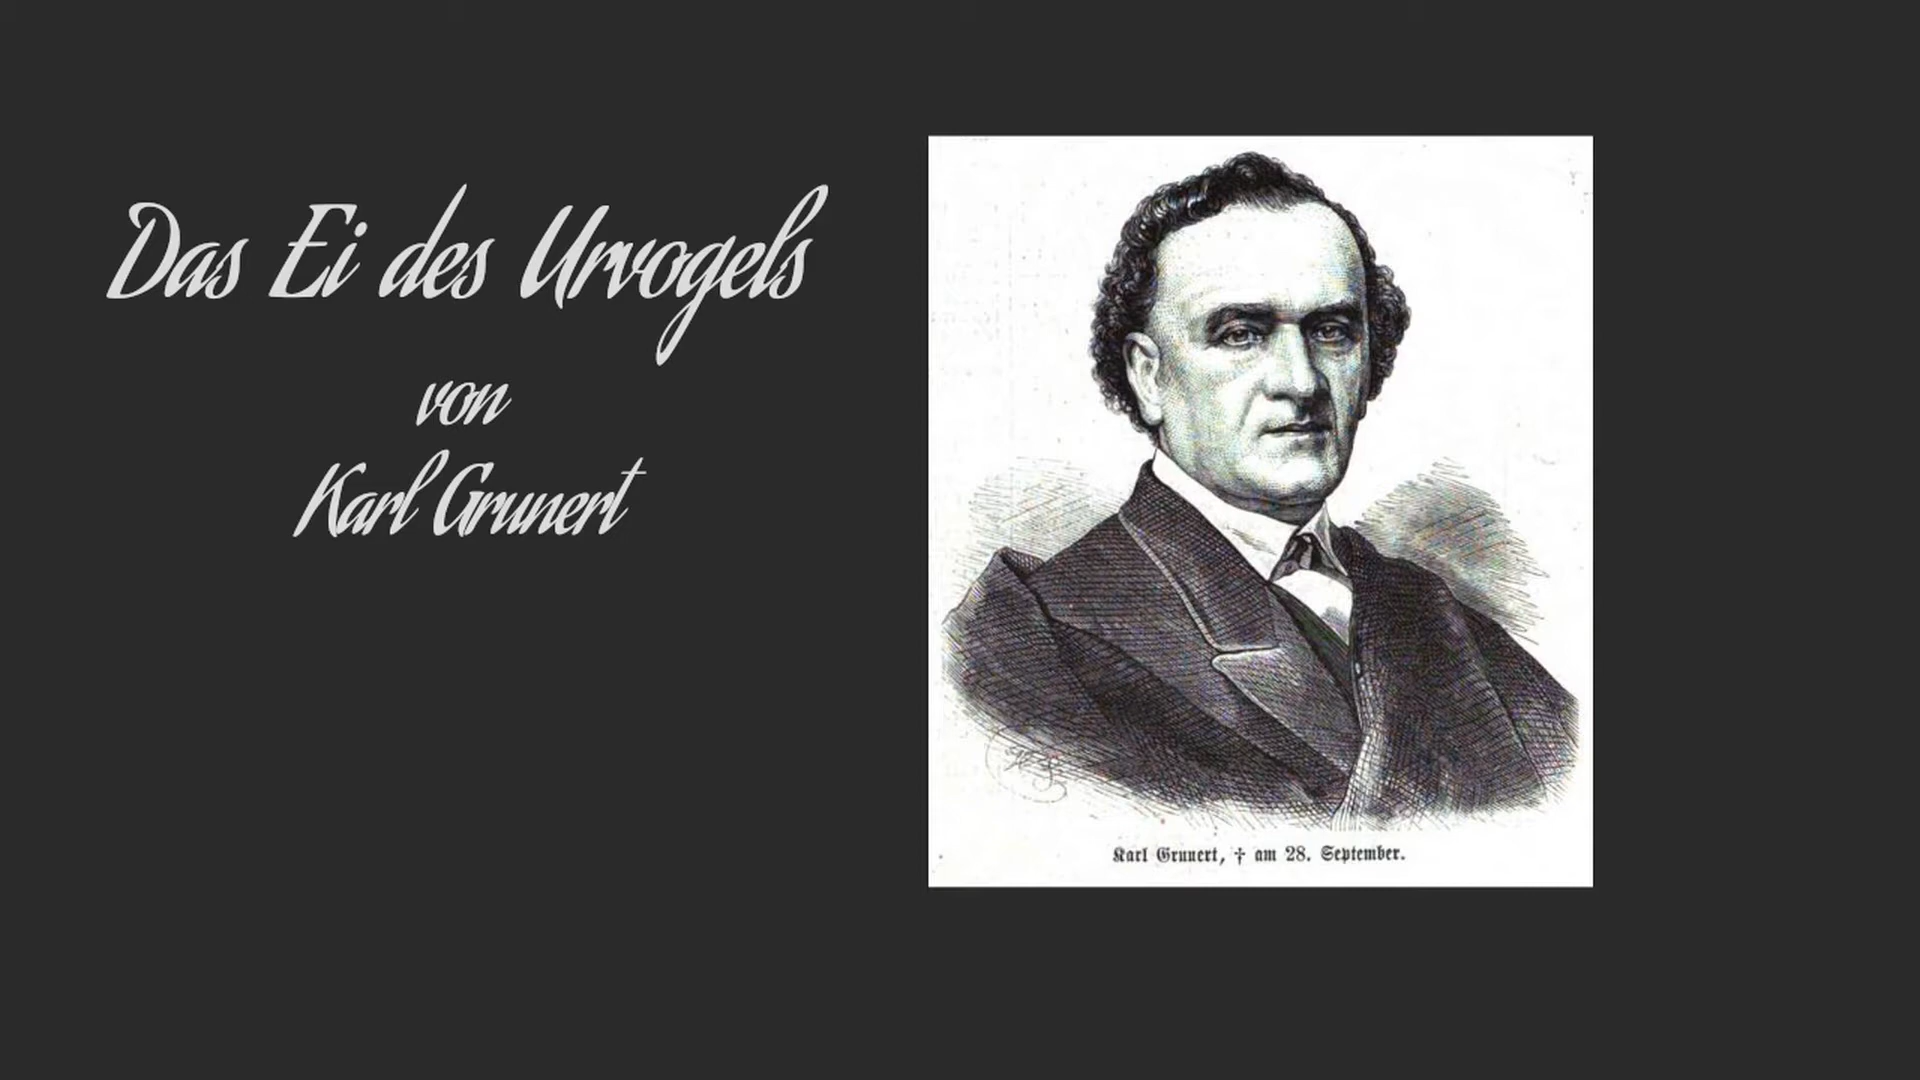 Das Ei des Urvogels
von
Karl Grunert
Karl Grunert, † am 28. September.